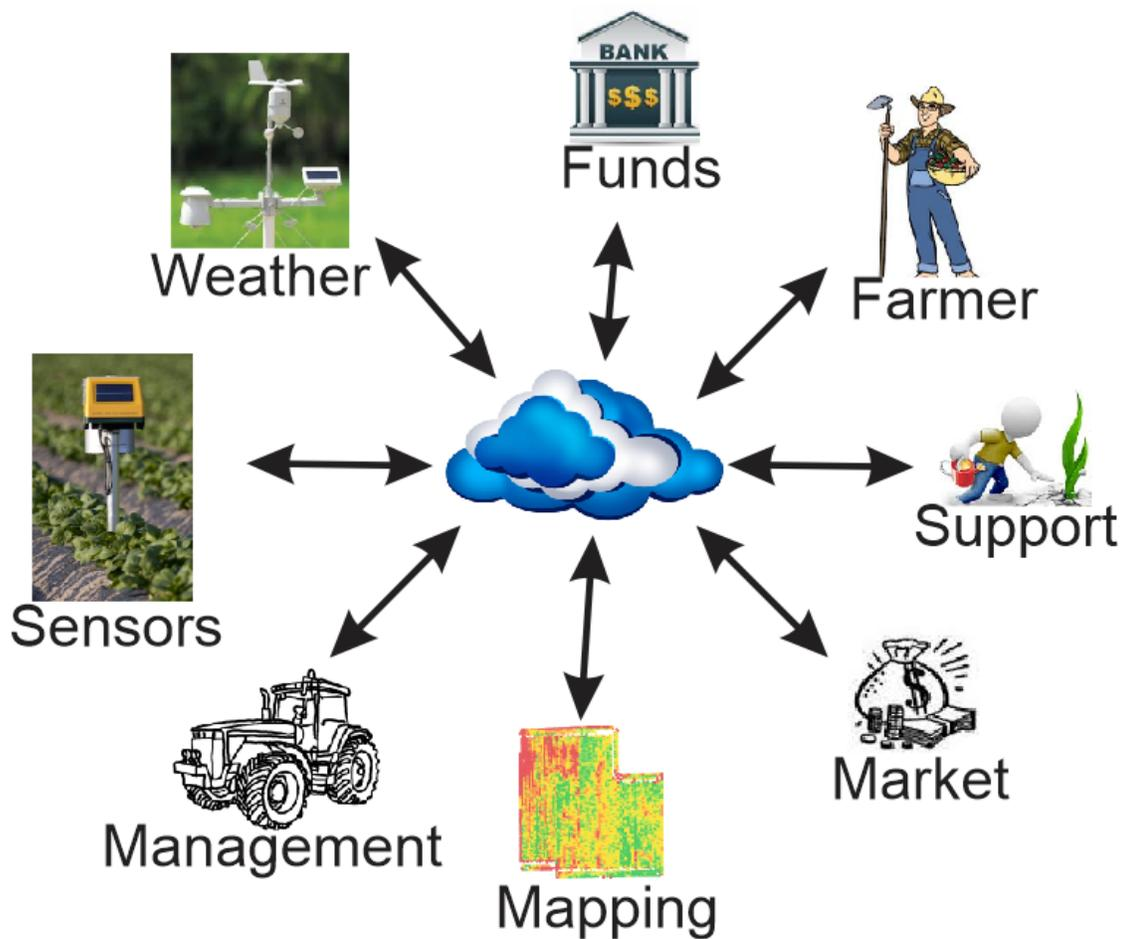 BANK
$$$
Funds
Weather
Farmer
Sensors
Support
$
Management
Market
Mapping